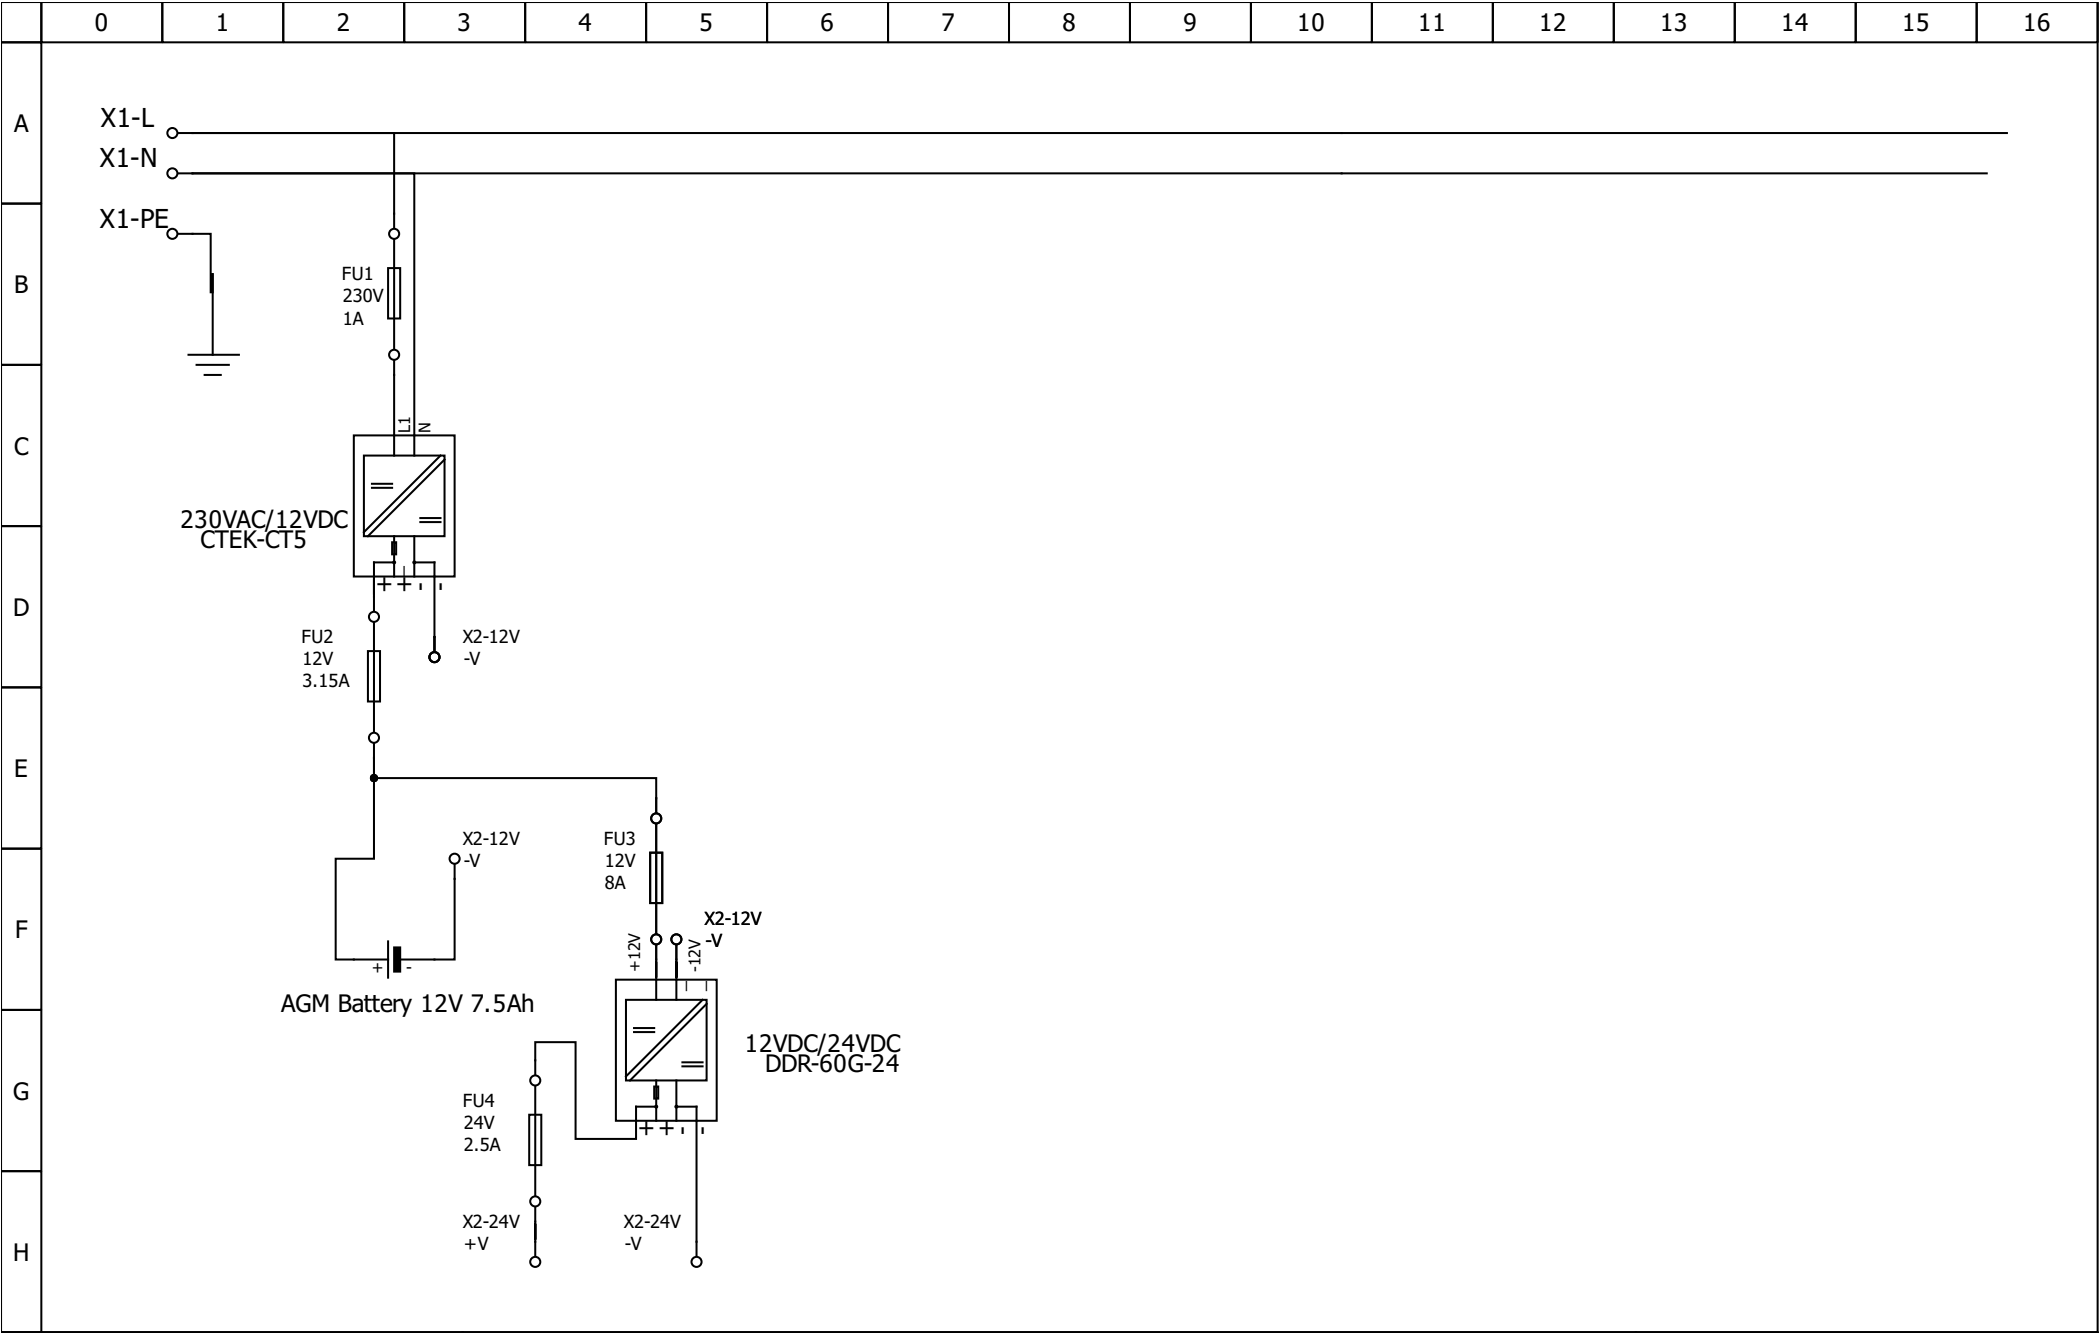 0 1 2 3 4 5 6 7 8 9 10 11 12 13 14 15 16
A
X1-L
X1-N
B
X1-PE
FU1
230V
1A
C
L1
N
230VAC/12VDC
CTEK-CT5
+ + - -
D
FU2
12V
3.15A
X2-12V
-V
E
X2-12V
-V
FU3
12V
8A
F
X2-12V
-V
+12V
-12V
+ -
AGM Battery 12V 7.5Ah
G
12VDC/24VDC
DDR-60G-24
FU4
24V
2.5A
+ + - -
H
X2-24V
+V
X2-24V
-V